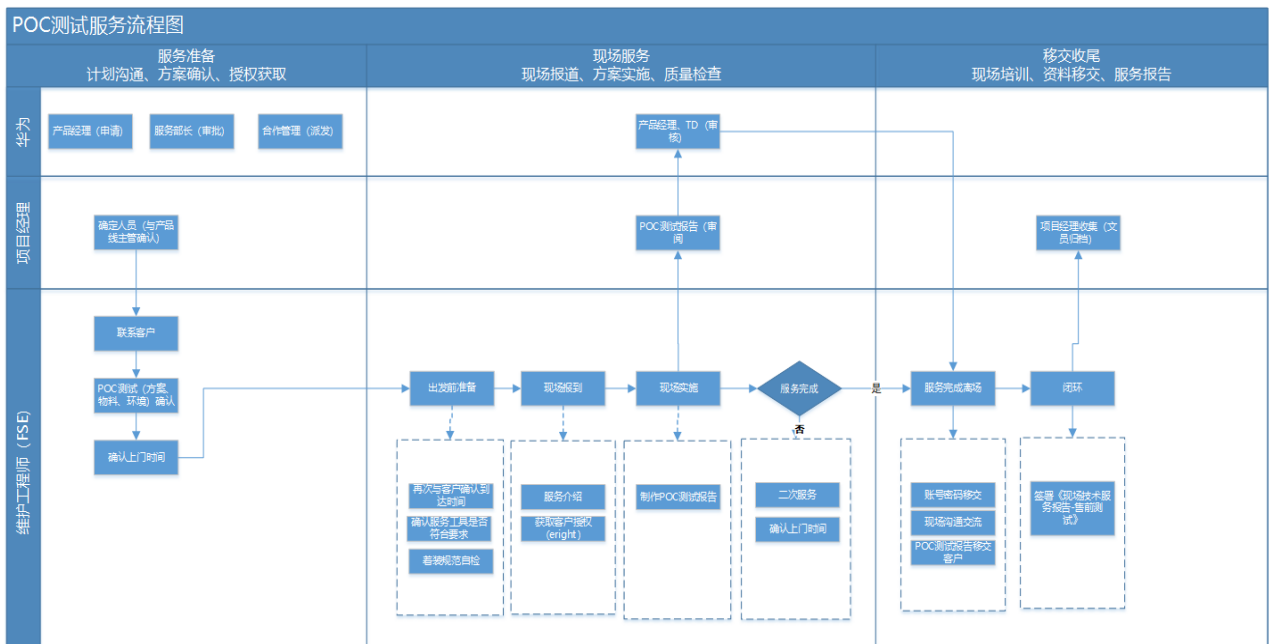 POC测试服务流程图
服务准备
计划沟通、方案确认、授权获取
现场服务
现场报道、方案实施、质量检查
移交收尾
现场培训、资料移交、服务报告
华为
产品经理（申请）
服务部长（审批）
合作管理（派发）
产品经理、TD（审
核）
项目经理
确定人员（与产品
线主管确认）
POC测试报告（审
阅）
项目经理收集（文
员归档）
维护工程师（FSE）
联系客户
POC测试（方案、
物料、环境）确认
确认上门时间
出发前准备
现场报到
现场实施
服务完成
是
否
服务完成离场
闭环
再次与客户确认到
达时间
确认服务工具是否
符合要求
着装规范自检
服务介绍
获取客户授权
(eright)
制作POC测试报告
二次服务
确认上门时间
账号密码移交
现场沟通交流
POC测试报告移交
客户
签署《现场技术服
务报告-售前测
试》